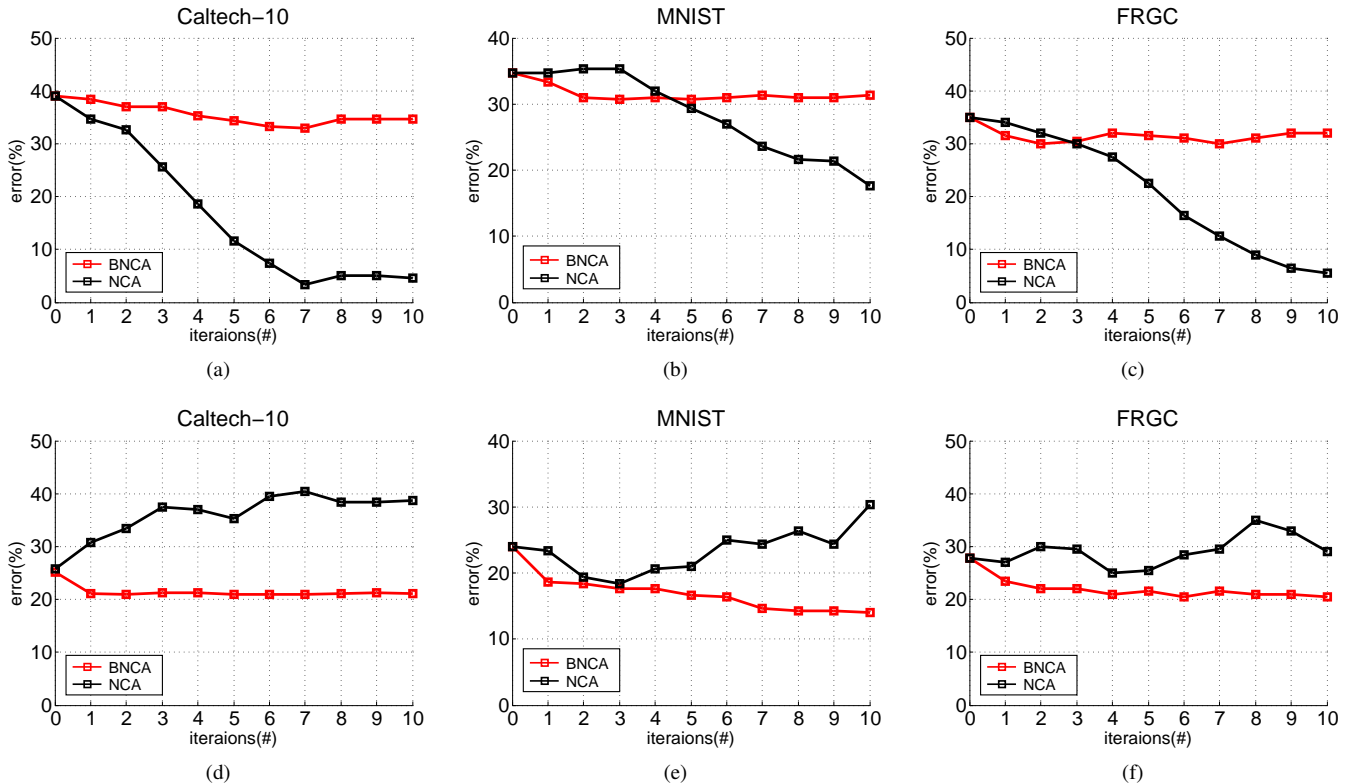 Caltech−10
MNIST
FRGC
50
40
30
20
10
0
error(%)
BNCA
NCA
0 1 2 3 4 5 6 7 8 9 10
iteraions(#)
(a)
40
30
20
10
0
error(%)
BNCA
NCA
0 1 2 3 4 5 6 7 8 9 10
iteraions(#)
(b)
50
40
30
20
10
0
error(%)
BNCA
NCA
0 1 2 3 4 5 6 7 8 9 10
iteraions(#)
(c)
Caltech−10
MNIST
FRGC
50
40
30
20
10
0
error(%)
BNCA
NCA
0 1 2 3 4 5 6 7 8 9 10
iteraions(#)
(d)
40
30
20
10
0
error(%)
BNCA
NCA
0 1 2 3 4 5 6 7 8 9 10
iteraions(#)
(e)
50
40
30
20
10
0
error(%)
BNCA
NCA
0 1 2 3 4 5 6 7 8 9 10
iteraions(#)
(f)